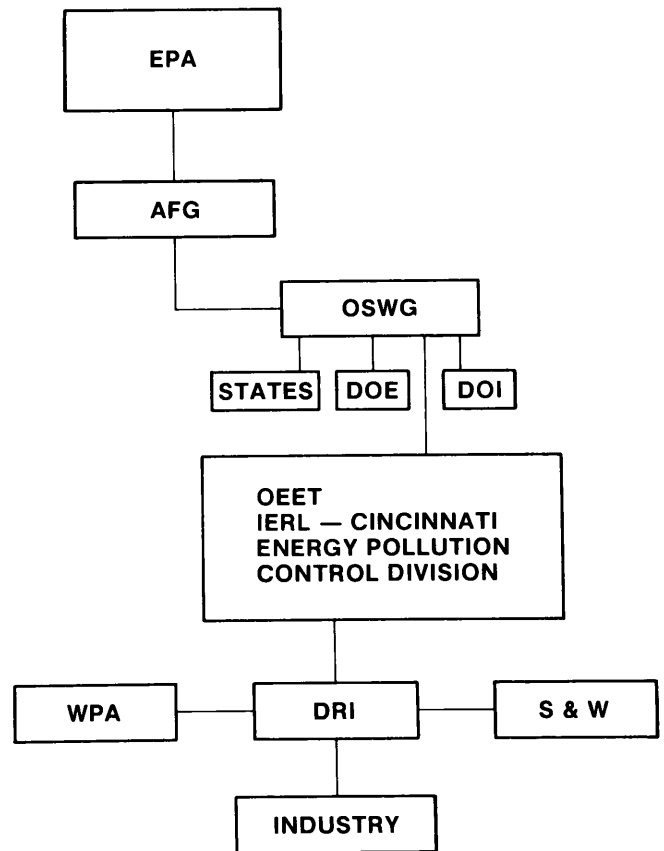 EPA
AFG
OSWG
STATES
DOE
DOI
OEET
IERL — CINCINNATI
ENERGY POLLUTION
CONTROL DIVISION
WPA
DRI
S & W
INDUSTRY